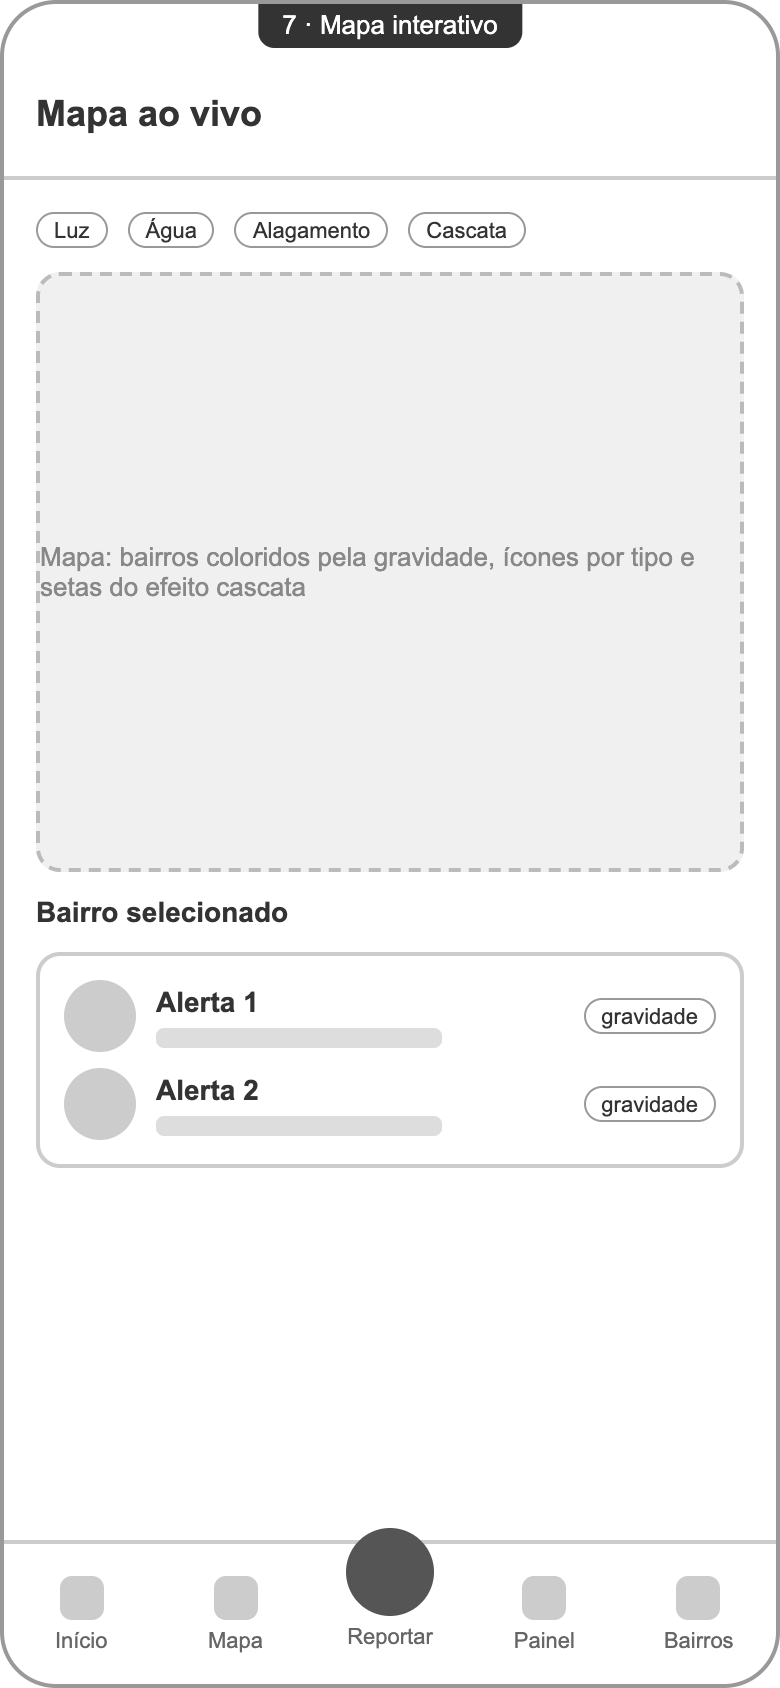 7 · Mapa interativo
Mapa ao vivo
Luz Água Alagamento Cascata
Mapa: bairros coloridos pela gravidade, ícones por tipo e
setas do efeito cascata
Bairro selecionado
Alerta 1
gravidade
Alerta 2
gravidade
Início Mapa Reportar Painel Bairros